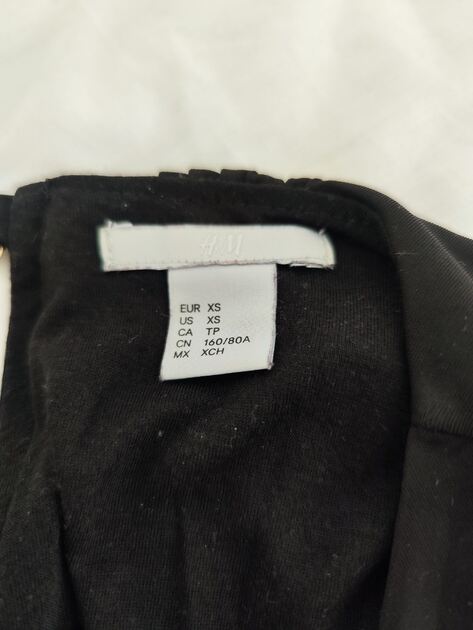 H&M
EUR XS
US XS
CA TP
CN 160/80A
MX XCH